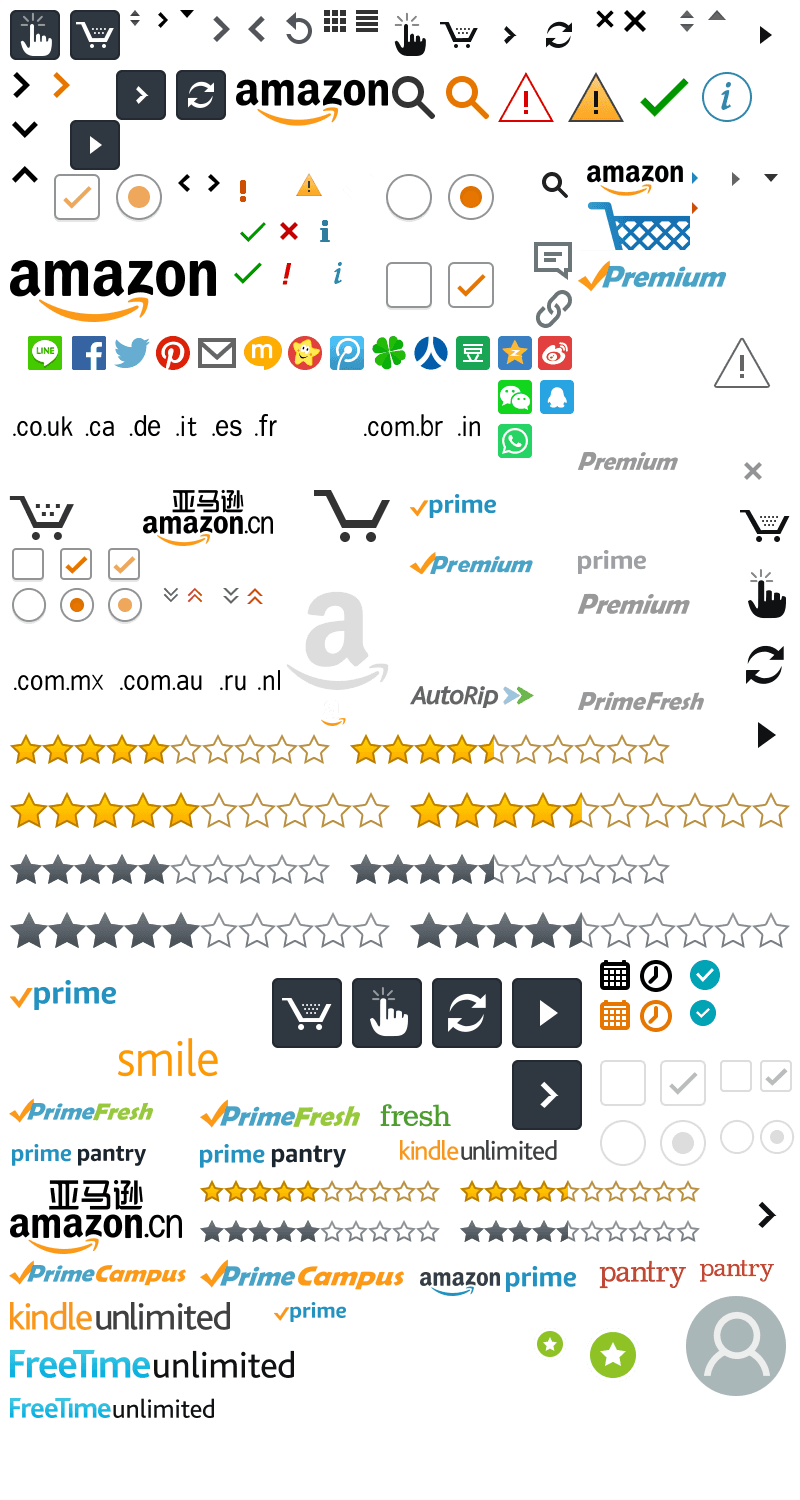 amazon
amazon
amazon
Premium
LINE
m
豆
.co.uk .ca .de .it .es .fr .com.br .in
Premium
亚马逊
amazon.cn
prime
Premium
prime
Premium
a
.com.mx .com.au .ru .nl
AutoRip
PrimeFresh
prime
smile
PrimeFresh
PrimeFresh
fresh
prime pantry
prime pantry
kindleunlimited
亚马逊
amazon.cn
PrimeCampus
PrimeCampus
amazon prime
pantry
pantry
kindleunlimited
prime
FreeTimeunlimited
FreeTimeunlimited